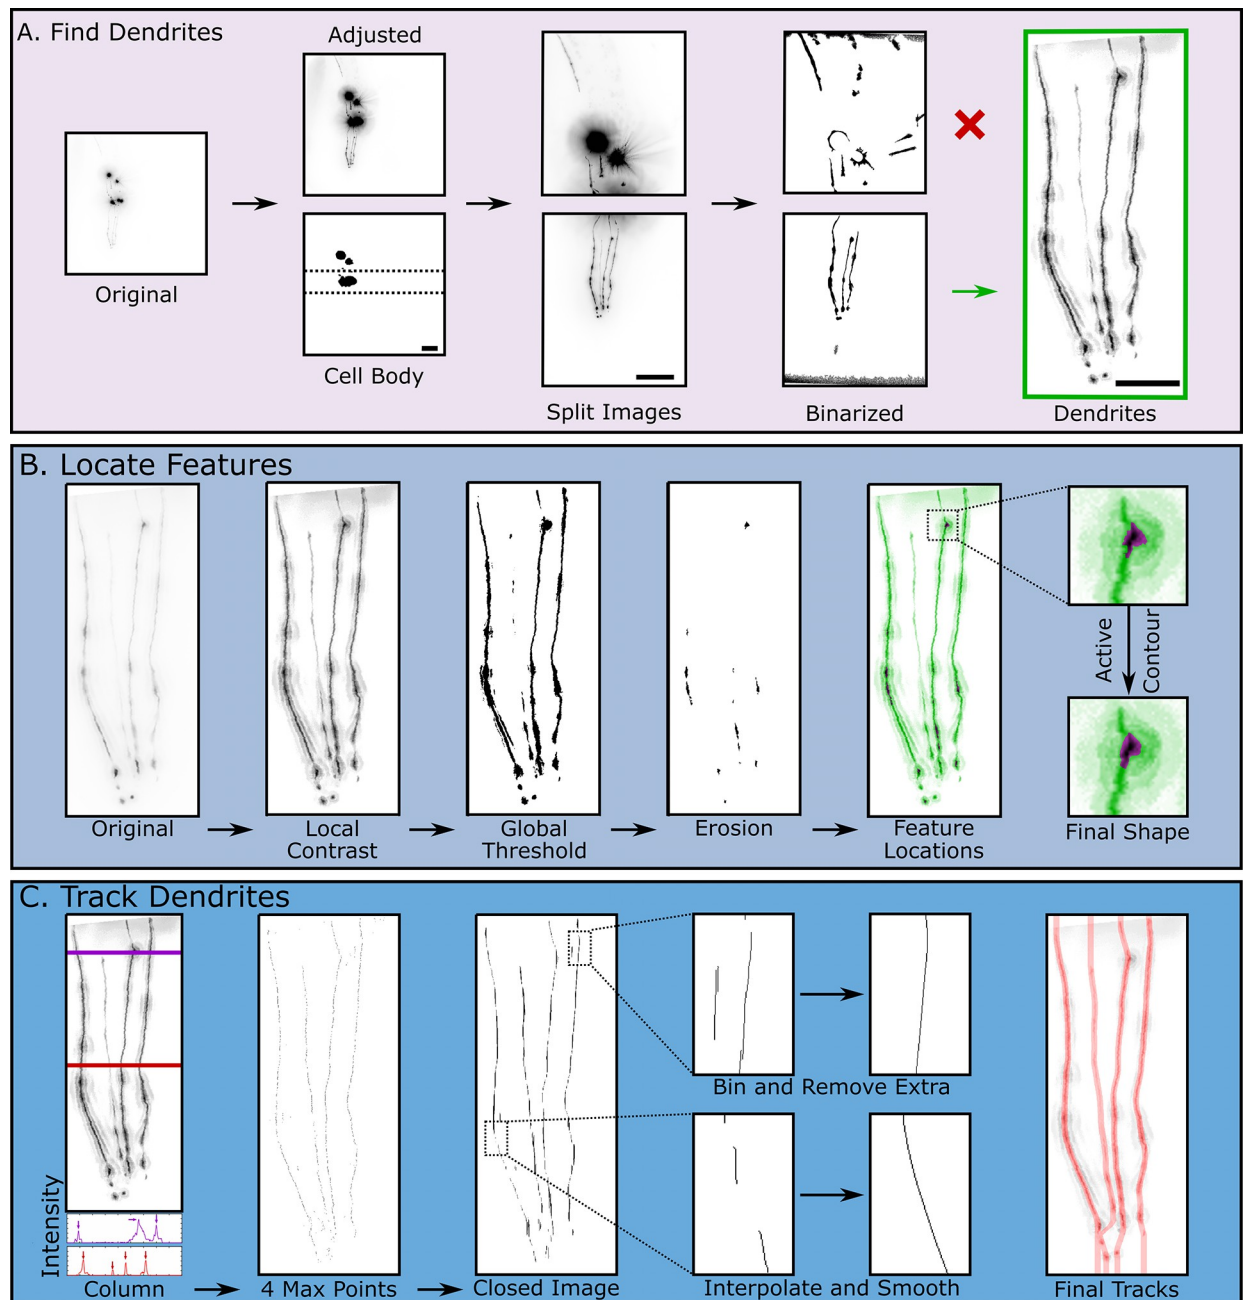 A. Find Dendrites
Adjusted
Original
Cell Body
Split Images
Binarized
Dendrites
B. Locate Features
Active
Contour
Original
Local
Contrast
Global
Threshold
Erosion
Feature
Locations
Final Shape
C. Track Dendrites
Bin and Remove Extra
Intensity
Column
4 Max Points
Closed Image
Interpolate and Smooth
Final Tracks